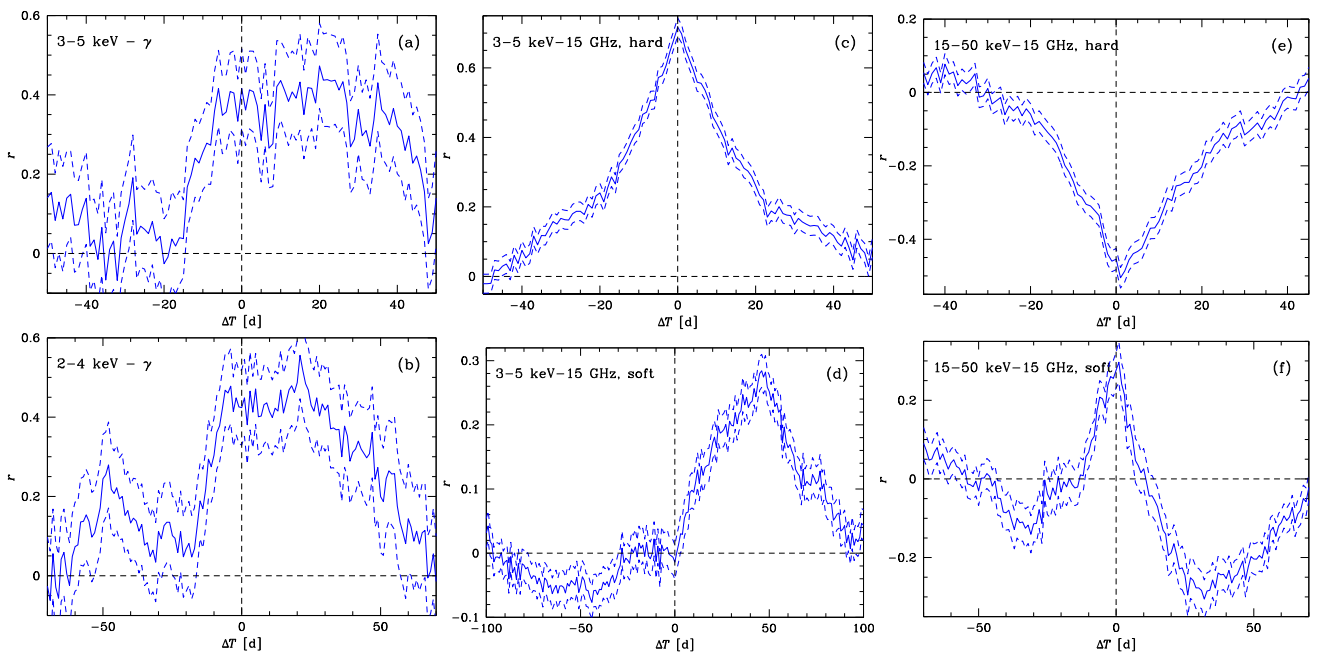 3−5 keV − γ
(a)
0.6
0.4
0.2
0
r
−40
−20
0
20
40
ΔT [d]
3−5 keV−15 GHz, hard
(c)
0.6
0.4
0.2
0
r
−40
−20
0
20
40
ΔT [d]
15−50 keV−15 GHz, hard
(e)
0.2
0
−0.2
−0.4
r
−40
−20
0
20
40
ΔT [d]
2−4 keV − γ
(b)
0.6
0.4
0.2
0
r
−50
0
50
ΔT [d]
3−5 keV−15 GHz, soft
(d)
0.3
0.2
0.1
0
−0.1
r
−100
−50
0
50
100
ΔT [d]
15−50 keV−15 GHz, soft
(f)
0.2
0
−0.2
r
−50
0
50
ΔT [d]